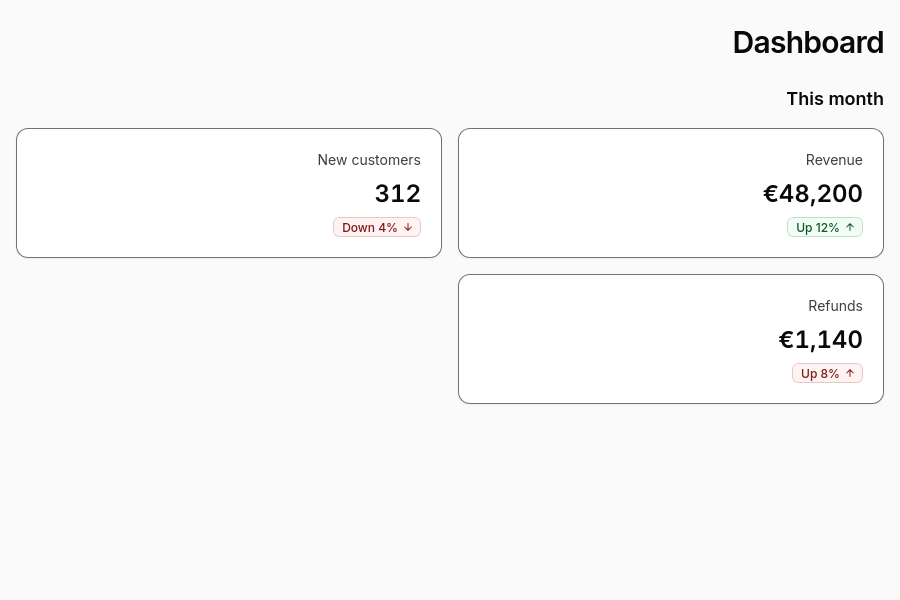 Dashboard
This month
Revenue
€48,200
Up 12% ↑
New customers
312
Down 4% ↓
Refunds
€1,140
Up 8% ↑